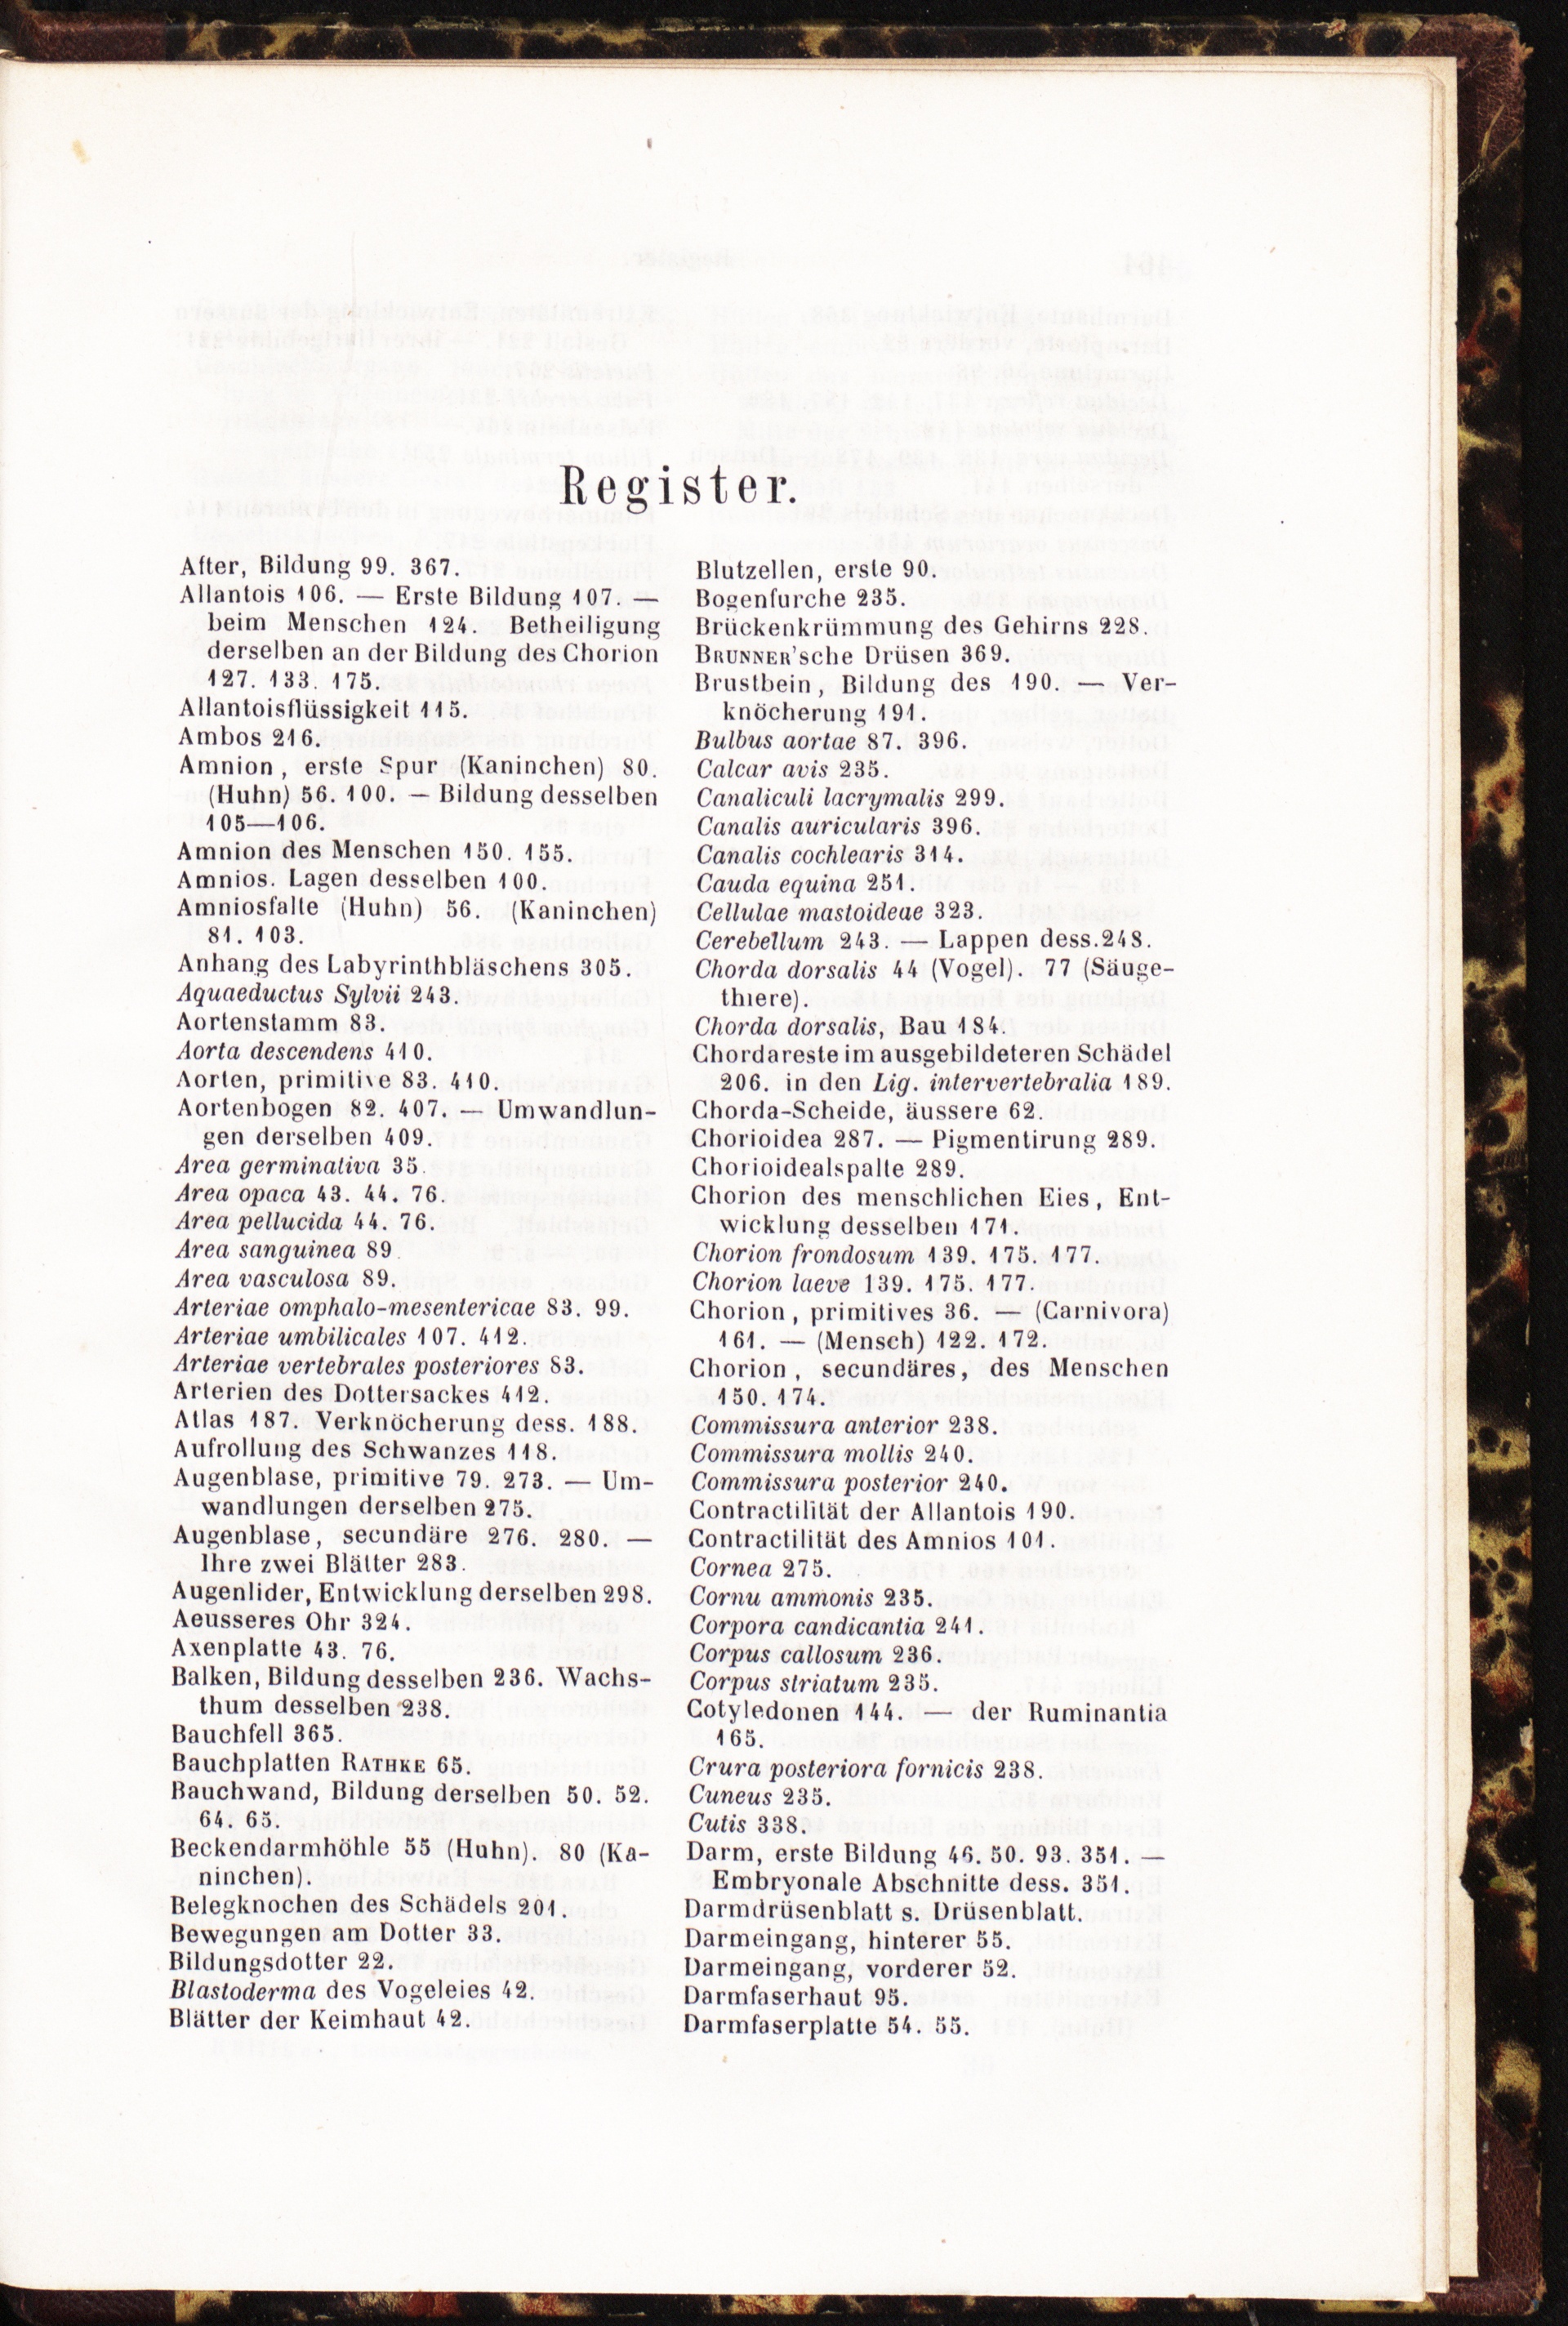 Register.
After, Bildung 99. 367.
Allantois 106. — Erste Bildung 107. —
beim Menschen 124. Betheiligung
derselben an der Bildung des Chorion
127. 133. 175.
Allantoisflüssigkeit 115.
Ambos 216.
Amnion, erste Spur (Kaninchen) 80.
(Huhn) 56. 100. — Bildung desselben
105—106.
Amnion des Menschen 150. 155.
Amnios. Lagen desselben 100.
Amniosfalte (Huhn) 56. (Kaninchen)
81. 103.
Anhang des Labyrinthbläschens 305.
Aquaeductus Sylvii 243.
Aortenstamm 83.
Aorta descendens 410.
Aorten, primitive 83. 410.
Aortenbogen 82. 407. — Umwandlun-
gen derselben 409.
Area germinativa 35.
Area opaca 43. 44. 76.
Area pellucida 44. 76.
Area sanguinea 89.
Area vasculosa 89.
Arteriae omphalo-mesentericae 83. 99.
Arteriae umbilicales 107. 412.
Arteriae vertebrales posteriores 83.
Arterien des Dottersackes 412.
Atlas 187. Verknöcherung dess. 188.
Aufrollung des Schwanzes 118.
Augenblase, primitive 79. 273. — Um-
wandlungen derselben 275.
Augenblase, secundäre 276. 280. —
Ihre zwei Blätter 283.
Augenlider, Entwicklung derselben 298.
Aeusseres Ohr 324.
Axenplatte 43. 76.
Balken, Bildung desselben 236. Wachs-
thum desselben 238.
Bauchfell 365.
Bauchplatten RATHKE 65.
Bauchwand, Bildung derselben 50. 52.
64. 65.
Beckendarmhöhle 55 (Huhn). 80 (Ka-
ninchen).
Belegknochen des Schädels 201.
Bewegungen am Dotter 33.
Bildungsdotter 22.
Blastoderma des Vogeleies 42.
Blätter der Keimhaut 42.
Blutzellen, erste 90.
Bogenfurche 235.
Brückenkrümmung des Gehirns 228.
BRUNNER'sche Drüsen 369.
Brustbein, Bildung des 190. — Ver-
knöcherung 191.
Bulbus aortae 87. 396.
Calcar avis 235.
Canaliculi lacrymalis 299.
Canalis auricularis 396.
Canalis cochlearis 314.
Cauda equina 251.
Cellulae mastoideae 323.
Cerebellum 243. — Lappen dess. 248.
Chorda dorsalis 44 (Vogel). 77 (Säuge-
thiere).
Chorda dorsalis, Bau 184.
Chordareste im ausgebildeteren Schädel
206. in den Lig. intervertebralia 189.
Chorda-Scheide, äussere 62.
Chorioidea 287. — Pigmentirung 289.
Chorioidealspalte 289.
Chorion des menschlichen Eies, Ent-
wicklung desselben 171.
Chorion frondosum 139. 175. 177.
Chorion laeve 139. 175. 177.
Chorion, primitives 36. — (Carnivora)
161. — (Mensch) 122. 172.
Chorion, secundäres, des Menschen
150. 174.
Commissura anterior 238.
Commissura mollis 240.
Commissura posterior 240.
Contractilität der Allantois 190.
Contractilität des Amnios 101.
Cornea 275.
Cornu ammonis 235.
Corpora candicantia 241.
Corpus callosum 236.
Corpus striatum 235.
Cotyledonen 144. — der Ruminantia
165.
Crura posteriora fornicis 238.
Cuneus 235.
Cutis 338.
Darm, erste Bildung 46. 50. 93. 351. —
Embryonale Abschnitte dess. 351.
Darmdrüsenblatt s. Drüsenblatt.
Darmeingang, hinterer 55.
Darmeingang, vorderer 52.
Darmfaserhaut 95.
Darmfaserplatte 54. 55.